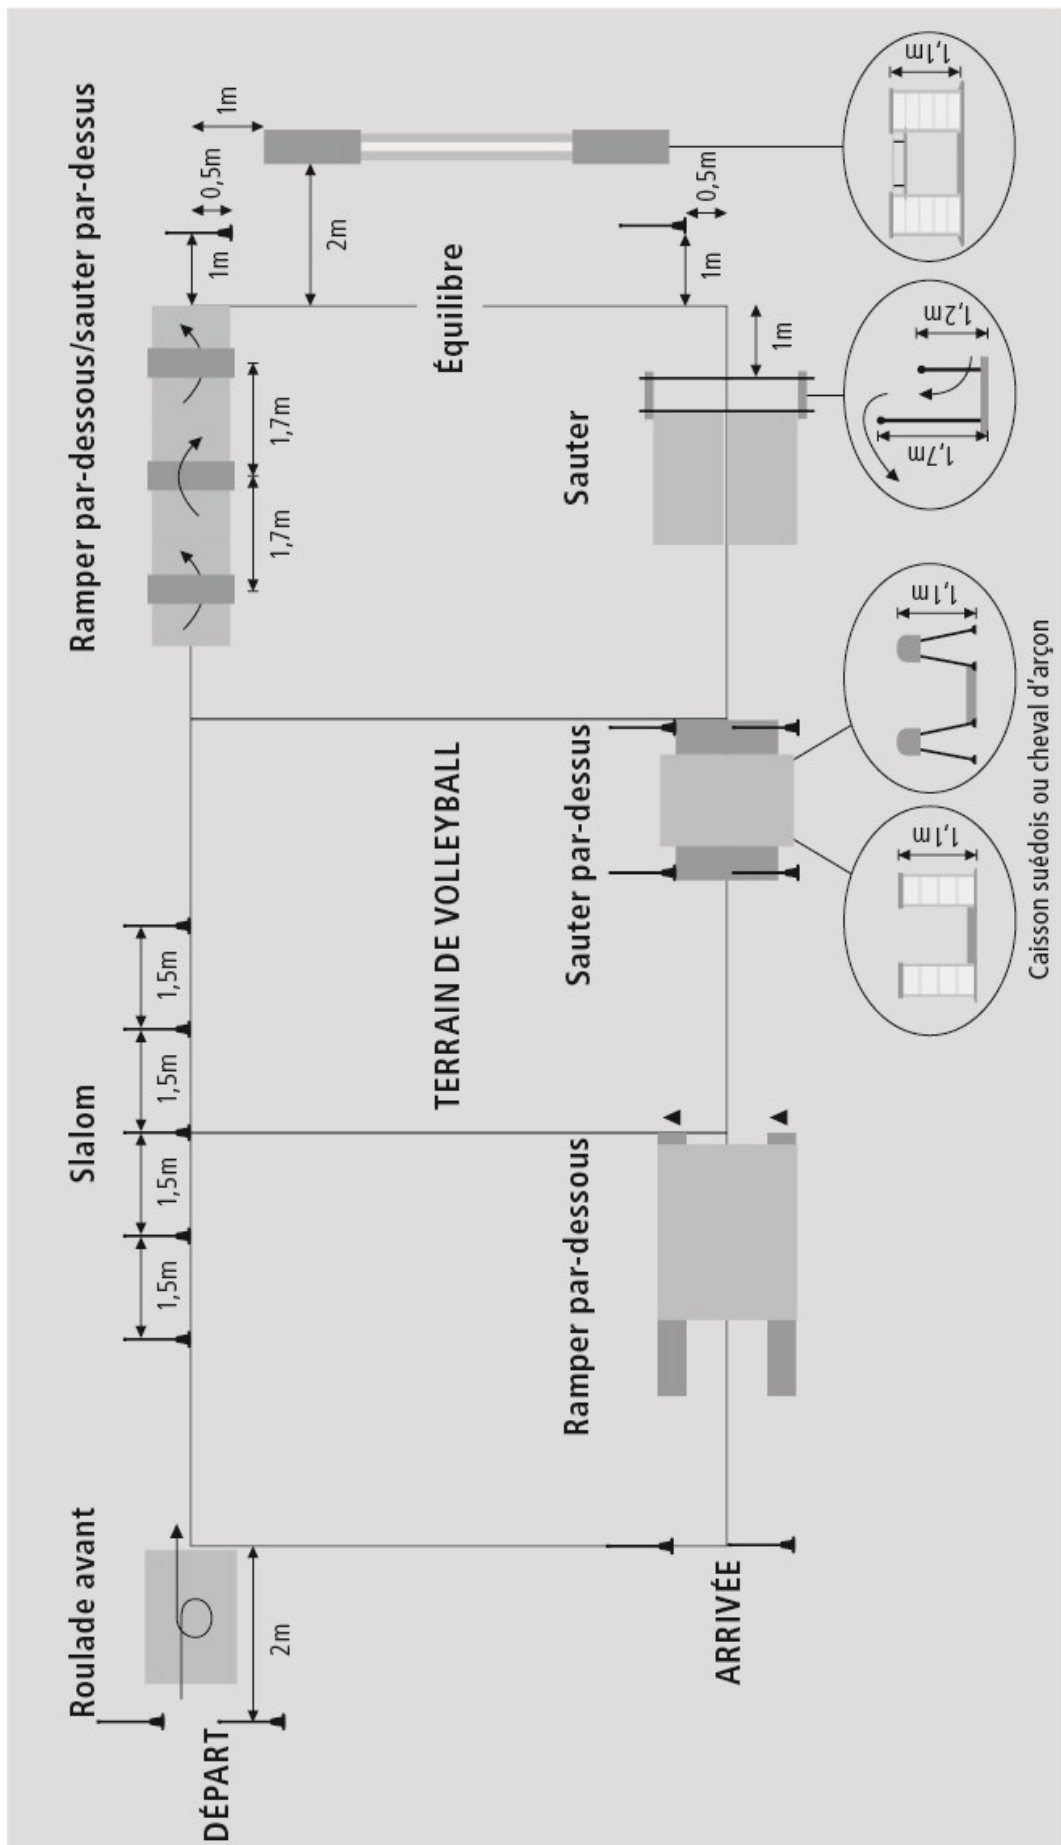 Roulade avant
Slalom
Ramper par-dessous/sauter par-dessus
1,5m
1,5m
1,5m
1,5m
DÉPART
2m
1,7m
1,7m
1m
0,5m
1m
2m
TERRAIN DE VOLLEYBALL
Équilibre
Ramper par-dessous
Sauter par-dessus
Sauter
1m
0,5m
ARRIVÉE
1m
1,1m
1,1m
1,7m
1,2m
1,1m
Caisson suédois ou cheval d'arçon